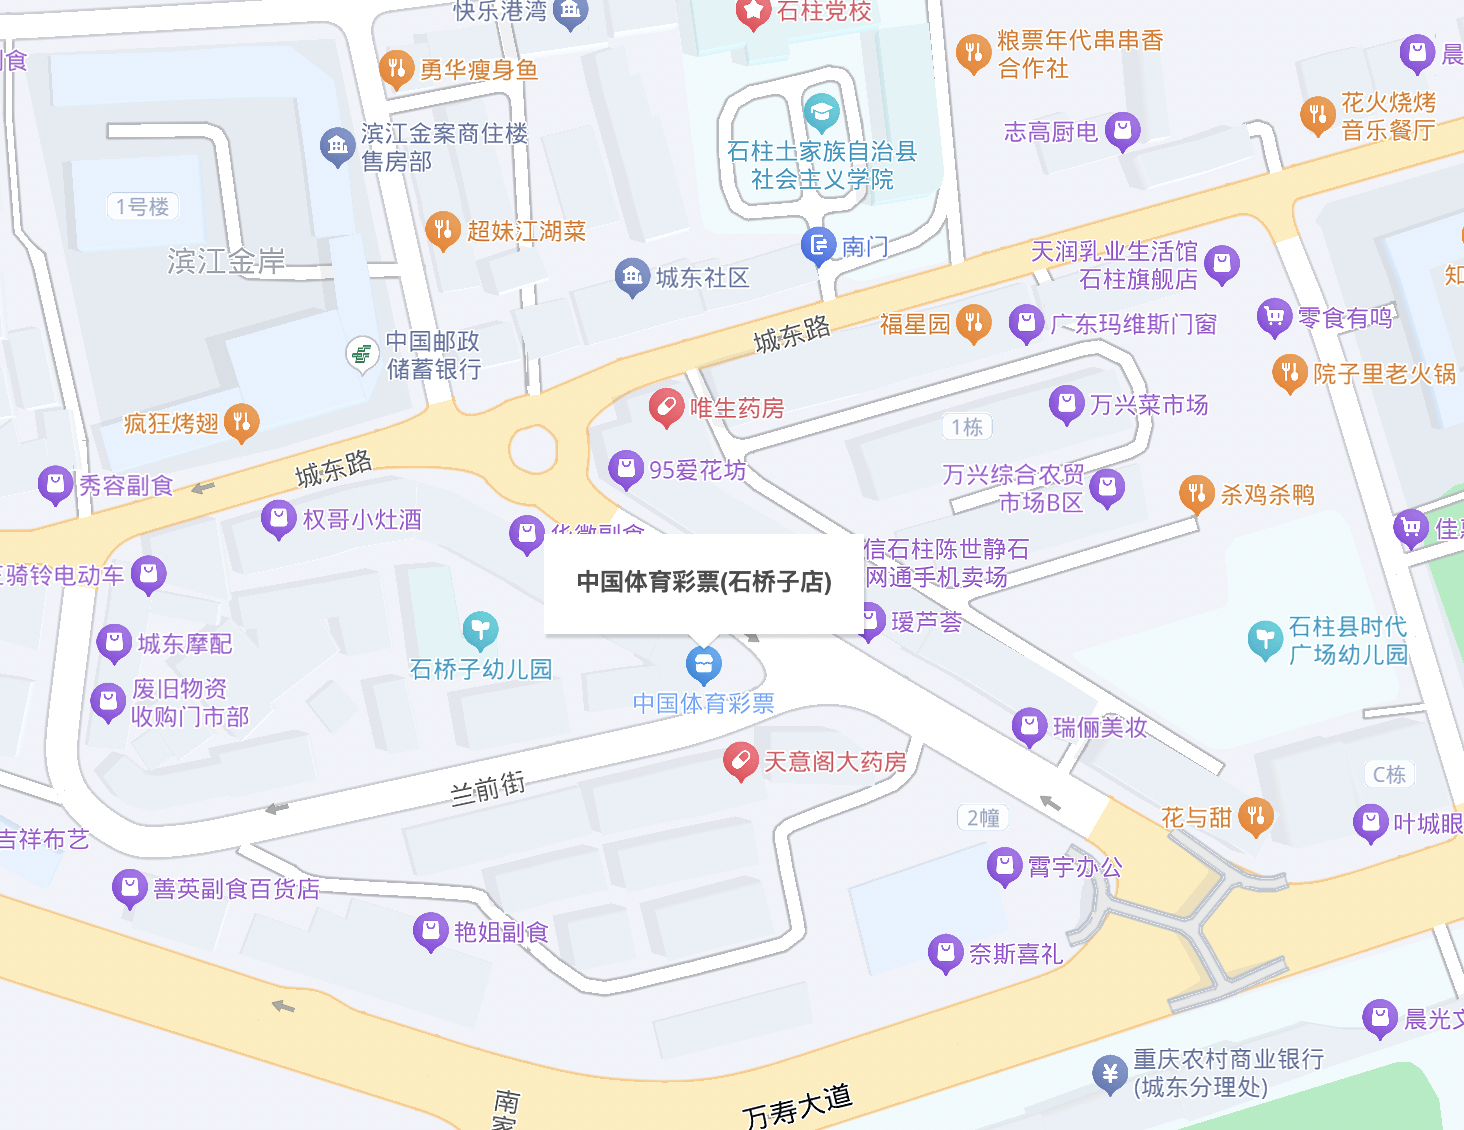 快乐港湾
石柱党校
粮票年代串串香
合作社
晨
副食
勇华瘦身鱼
花火烧烤
音乐餐厅
滨江金案商住楼
售房部
志高厨电
石柱土家族自治县
社会主义学院
1号楼
超妹江湖菜
滨江金岸
南门
天润乳业生活馆
石柱旗舰店
城东社区
知
中国邮政
储蓄银行
城东路
福星园
广东玛维斯门窗
零食有鸣
院子里老火锅
疯狂烤翅
唯生药房
万兴菜市场
1栋
城东路
95爱花坊
万兴综合农贸
市场B区
秀容副食
杀鸡杀鸭
权哥小灶酒
华微副食
佳
信石柱陈世静石
网通手机卖场
骑铃电动车
中国体育彩票(石桥子店)
瑷芦荟
城东摩配
石桥子幼儿园
石柱县时代
广场幼儿园
废旧物资
收购门市部
中国体育彩票
瑞俪美妆
天意阁大药房
兰前街
C栋
2幢
花与甜
叶城眼
吉祥布艺
霄宇办公
善英副食百货店
艳姐副食
奈斯喜礼
晨光文
重庆农村商业银行
(城东分理处)
万寿大道
南
家